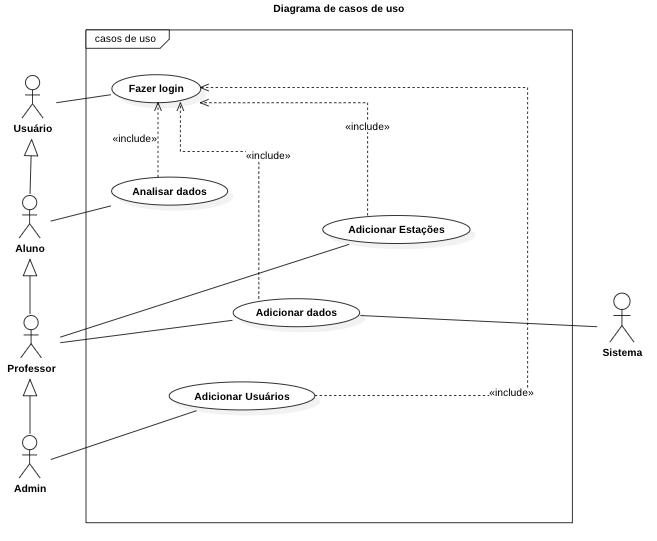 Diagrama de casos de uso
casos de uso
Fazer login
Usuário
«include»
«include»
«include»
Analisar dados
Aluno
Adicionar Estações
Adicionar dados
Sistema
Professor
Adicionar Usuários
«include»
Admin